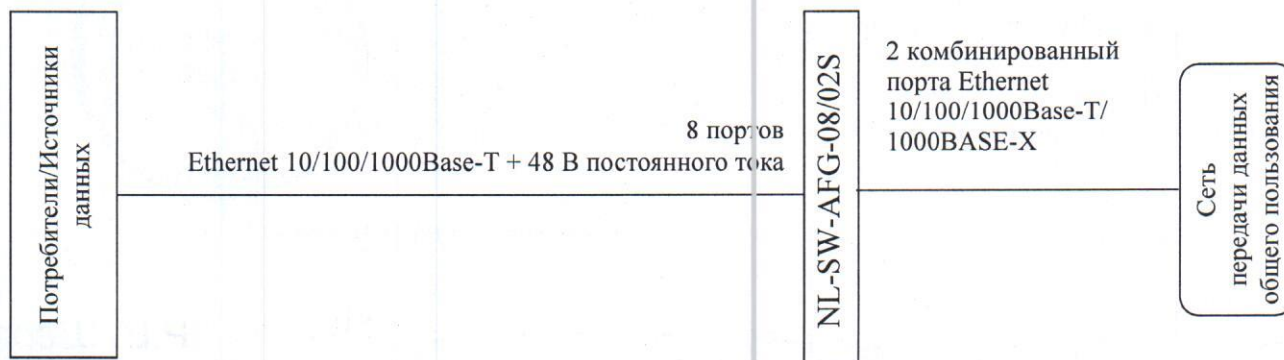 Потребители/Источники
данных
8 портов
Ethernet 10/100/1000Base-T + 48 В постоянного тока
NL-SW-AFG-08/02S
2 комбинированный
порта Ethernet
10/100/1000Base-T/
1000BASE-X
Сеть
передачи данных
общего пользования